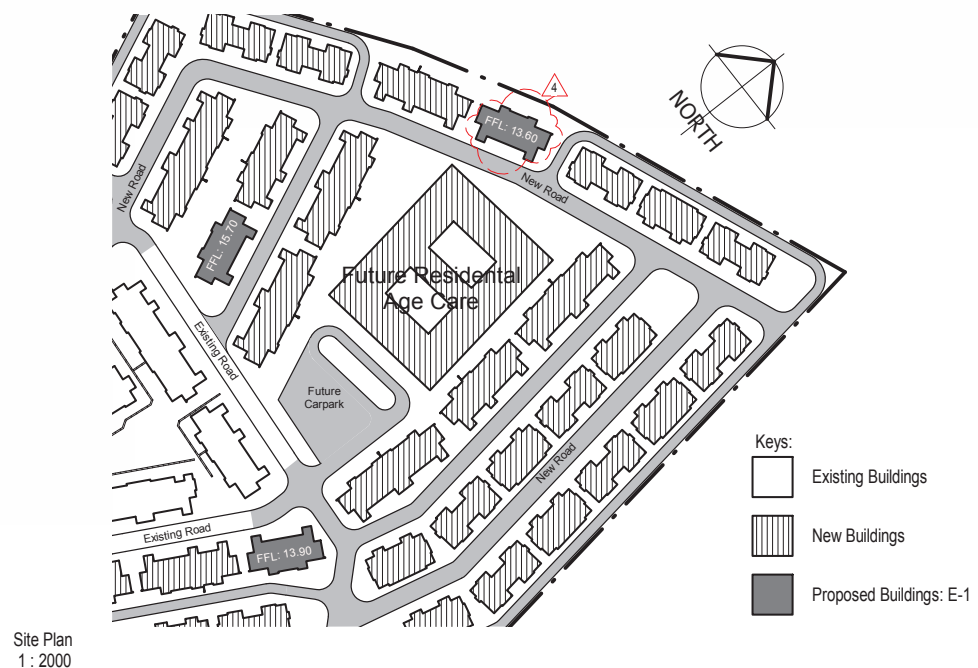 4
NORTH
FFL: 13.60
New Road
New Road
FFL: 15.70
Future Residental
Age Care
Existing Road
Future
Carpark
New Road
Existing Road
FFL: 13.90
Keys:
Existing Buildings
New Buildings
Proposed Buildings: E-1
Site Plan
1 : 2000